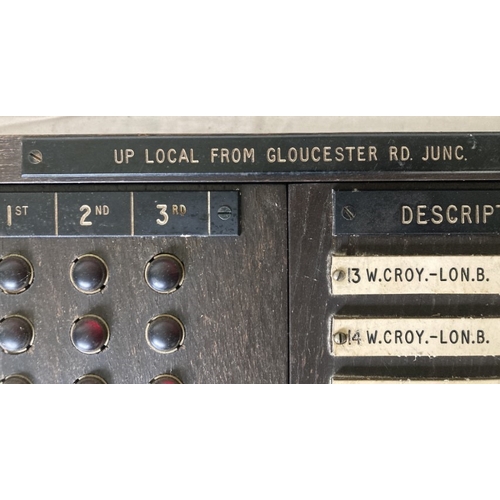 UP LOCAL FROM GLOUCESTER RD. JUNC.
1ST 2ND 3RD
DESCRIPT
13 W.CROY.-LON.B.
14 W.CROY.-LON.B.